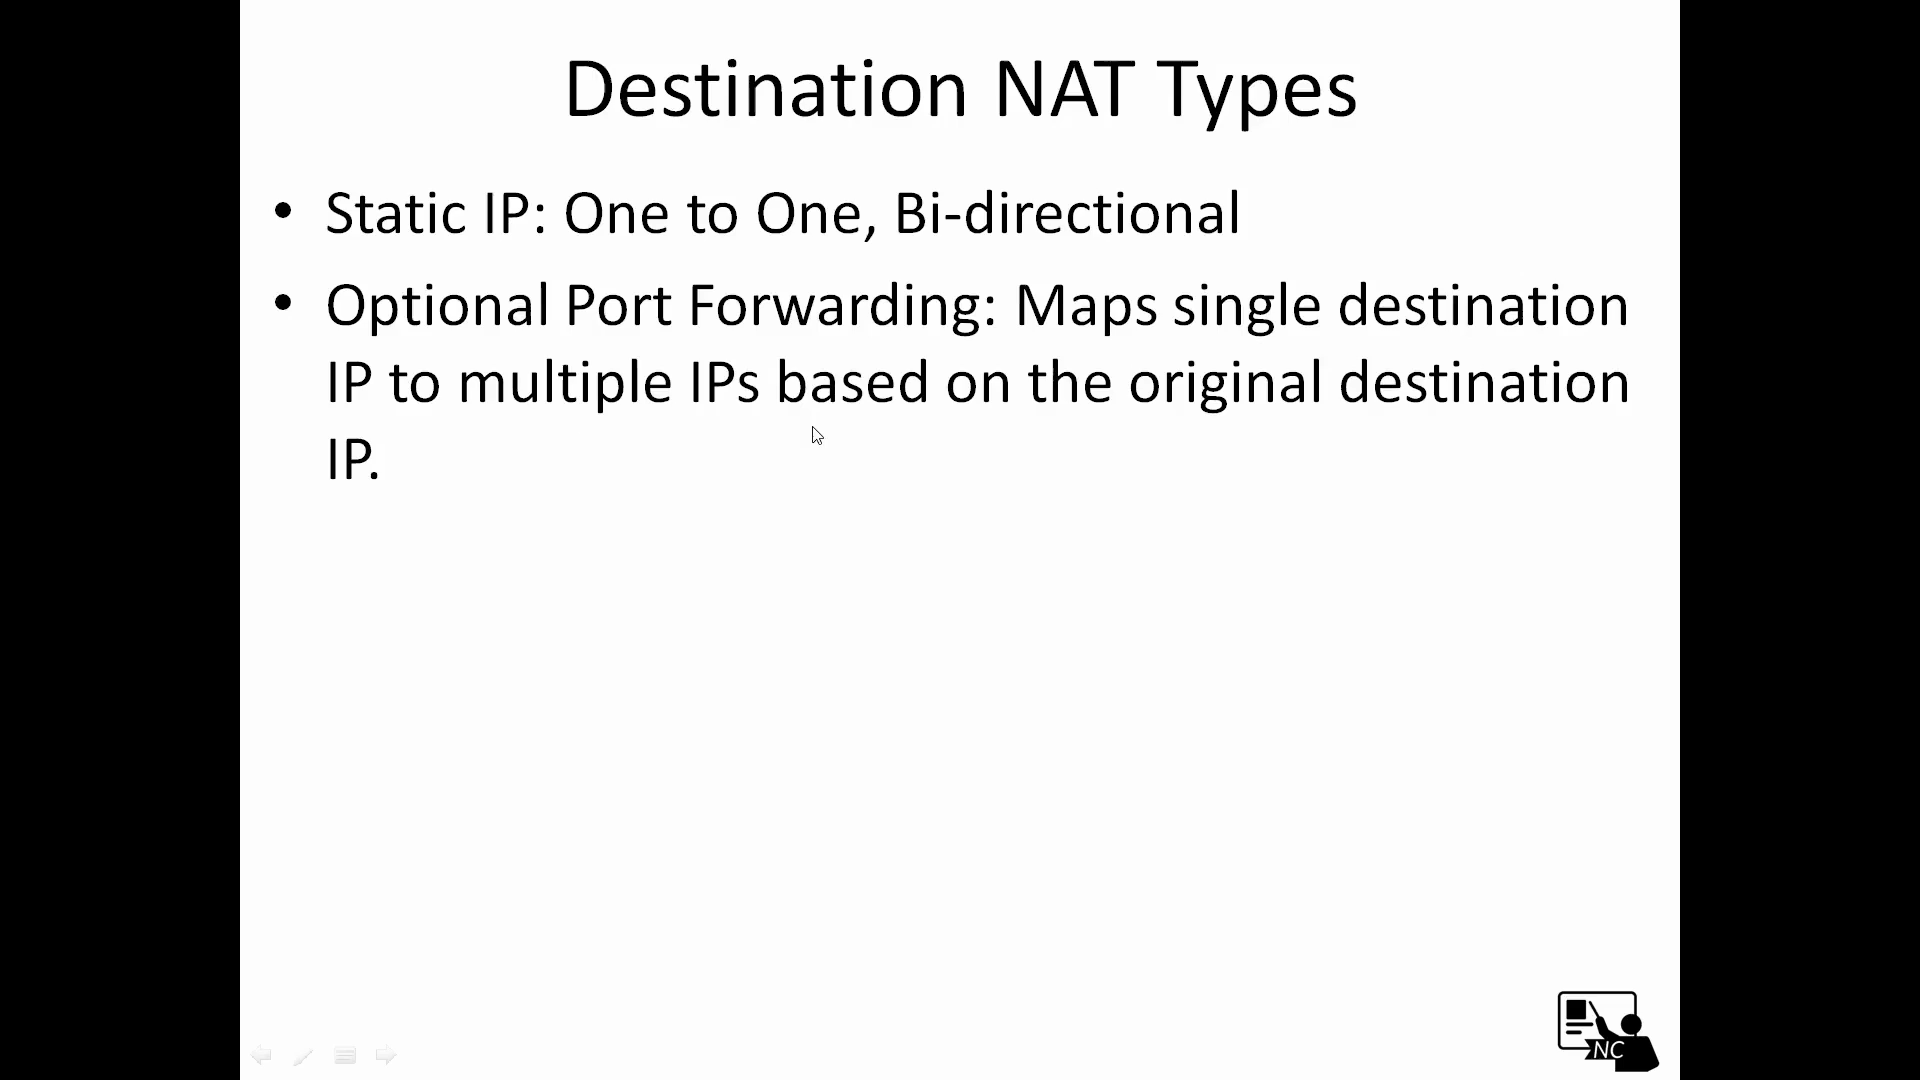 Destination NAT Types
• Static IP: One to One, Bi-directional
• Optional Port Forwarding: Maps single destination
IP to multiple IPs based on the original destination
IP.
NC